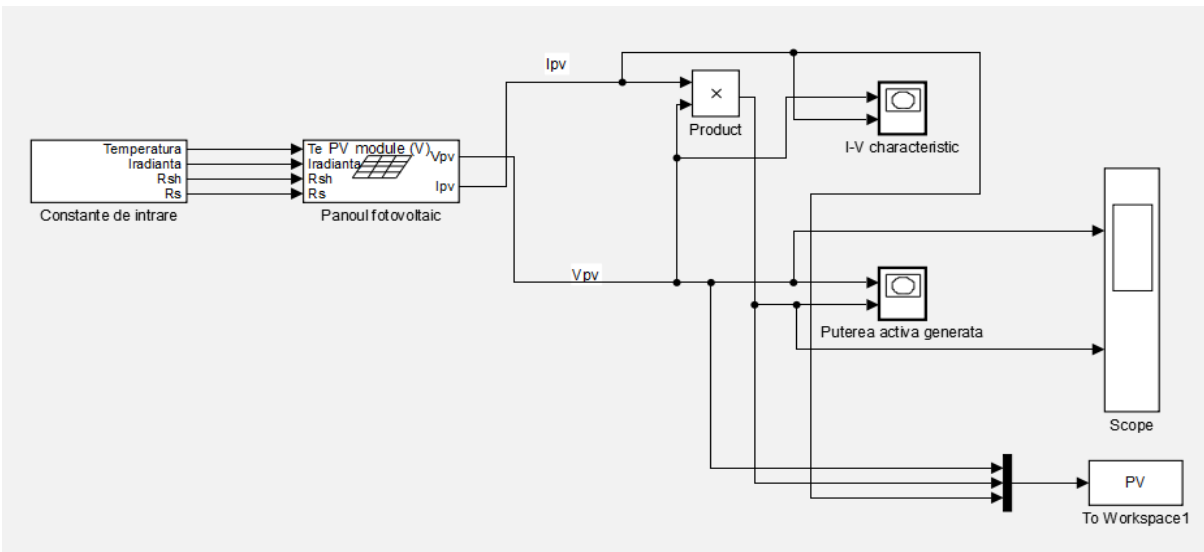 Ipv
×
Product
I-V characteristic
Temperatura
Iradianta
Rsh
Rs
Constante de intrare
Te PV module (V)
Iradianta
Rsh
Rs
Vpv
Ipv
Panoul fotovoltaic
Vpv
Puterea activa generata
Scope
PV
To Workspace1